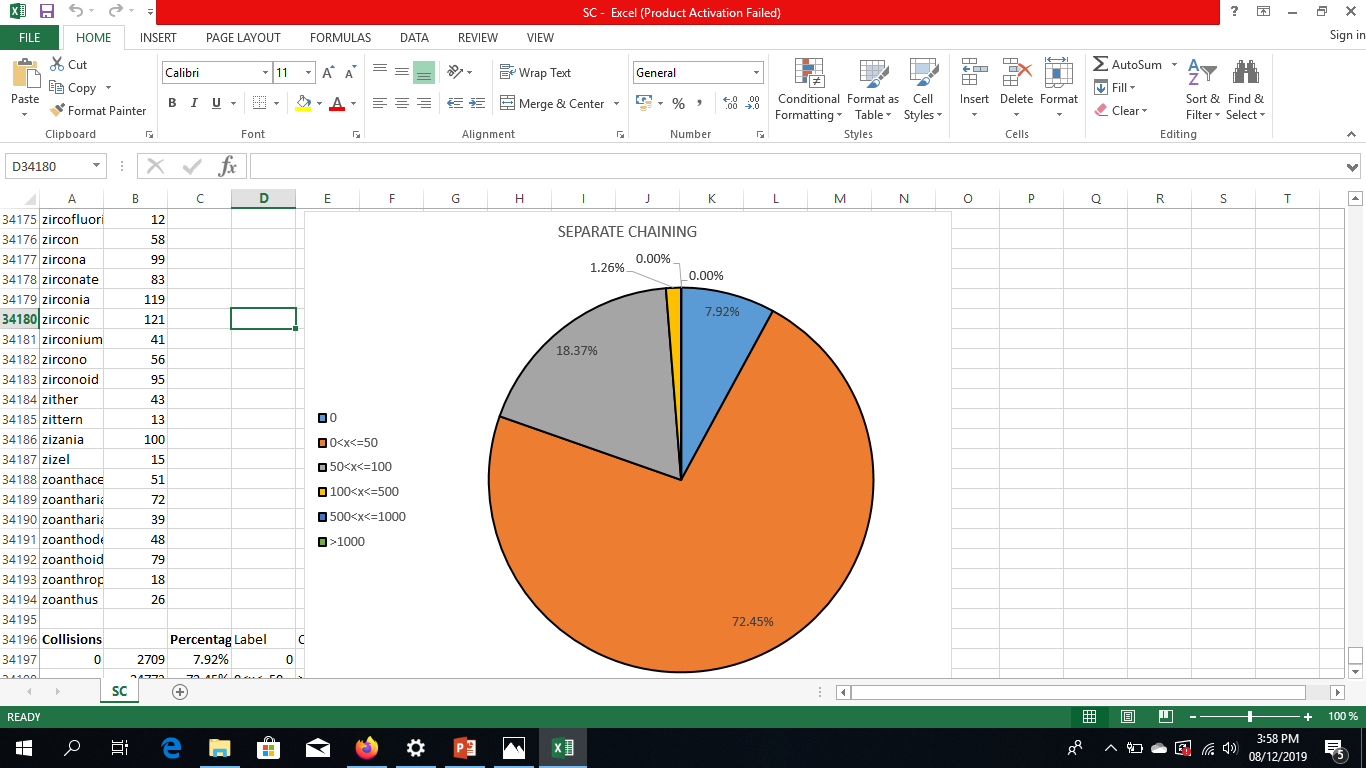 SC - Excel (Product Activation Failed)
?
FILE HOME INSERT PAGE LAYOUT FORMULAS DATA REVIEW VIEW Sign in
Paste
Cut
Copy
Format Painter
Clipboard
Calibri 11
B I U
Font
Wrap Text
Merge & Center
Alignment
General
% ,
Number
Conditional Formatting
Format as Table
Cell Styles
Styles
Insert Delete Format
Cells
AutoSum
Fill
Clear
Sort & Filter
Find & Select
Editing
D34180 fx
A B C D E F G H I J K L M N O P Q R S T
34175 zircofluori 12
34176 zircon 58
34177 zircona 99
34178 zirconate 83
34179 zirconia 119
34180 zirconic 121
34181 zirconium 41
34182 zircono 56
34183 zirconoid 95
34184 zither 43
34185 zittern 13
34186 zizania 100
34187 zizel 15
34188 zoanthace 51
34189 zoantharia 72
34190 zoantharia 39
34191 zoanthode 48
34192 zoanthoid 79
34193 zoanthrop 18
34194 zoanthus 26
34195
34196 Collisions Percentag Label
34197 0 2709 7.92% 0
SEPARATE CHAINING
0.00%
1.26%
0.00%
7.92%
18.37%
72.45%
0
0<x<=50
50<x<=100
100<x<=500
500<x<=1000
>1000
SC
READY 100 %
3:58 PM
08/12/2019
5